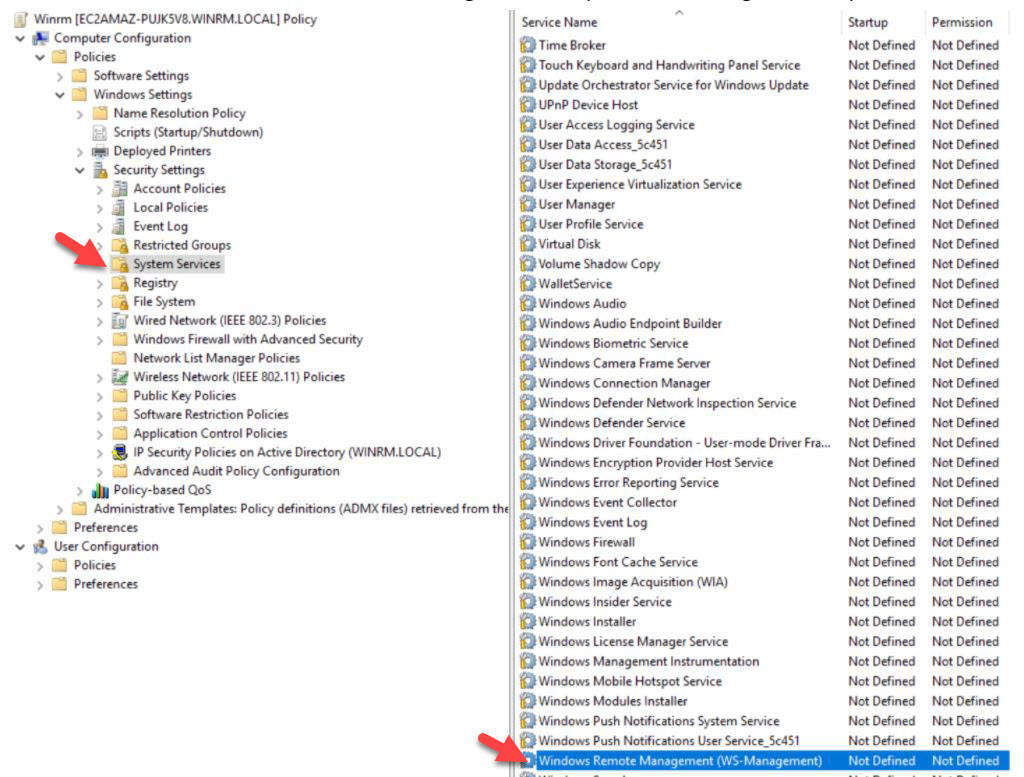 Winrm [EC2AMAZ-PUJK5V8.WINRM.LOCAL] Policy
Computer Configuration
Policies
Software Settings
Windows Settings
Name Resolution Policy
Scripts (Startup/Shutdown)
Deployed Printers
Security Settings
Account Policies
Local Policies
Event Log
Restricted Groups
System Services
Registry
File System
Wired Network (IEEE 802.3) Policies
Windows Firewall with Advanced Security
Network List Manager Policies
Wireless Network (IEEE 802.11) Policies
Public Key Policies
Software Restriction Policies
Application Control Policies
IP Security Policies on Active Directory (WINRM.LOCAL)
Advanced Audit Policy Configuration
Policy-based QoS
Administrative Templates: Policy definitions (ADMX files) retrieved from the
Preferences
User Configuration
Policies
Preferences
Service Name Startup Permission
Time Broker Not Defined Not Defined
Touch Keyboard and Handwriting Panel Service Not Defined Not Defined
Update Orchestrator Service for Windows Update Not Defined Not Defined
UPnP Device Host Not Defined Not Defined
User Access Logging Service Not Defined Not Defined
User Data Access_5c451 Not Defined Not Defined
User Data Storage_5c451 Not Defined Not Defined
User Experience Virtualization Service Not Defined Not Defined
User Manager Not Defined Not Defined
User Profile Service Not Defined Not Defined
Virtual Disk Not Defined Not Defined
Volume Shadow Copy Not Defined Not Defined
WalletService Not Defined Not Defined
Windows Audio Not Defined Not Defined
Windows Audio Endpoint Builder Not Defined Not Defined
Windows Biometric Service Not Defined Not Defined
Windows Camera Frame Server Not Defined Not Defined
Windows Connection Manager Not Defined Not Defined
Windows Defender Network Inspection Service Not Defined Not Defined
Windows Defender Service Not Defined Not Defined
Windows Driver Foundation - User-mode Driver Fra... Not Defined Not Defined
Windows Encryption Provider Host Service Not Defined Not Defined
Windows Error Reporting Service Not Defined Not Defined
Windows Event Collector Not Defined Not Defined
Windows Event Log Not Defined Not Defined
Windows Firewall Not Defined Not Defined
Windows Font Cache Service Not Defined Not Defined
Windows Image Acquisition (WIA) Not Defined Not Defined
Windows Insider Service Not Defined Not Defined
Windows Installer Not Defined Not Defined
Windows License Manager Service Not Defined Not Defined
Windows Management Instrumentation Not Defined Not Defined
Windows Mobile Hotspot Service Not Defined Not Defined
Windows Modules Installer Not Defined Not Defined
Windows Push Notifications System Service Not Defined Not Defined
Windows Push Notifications User Service_5c451 Not Defined Not Defined
Windows Remote Management (WS-Management) Not Defined Not Defined